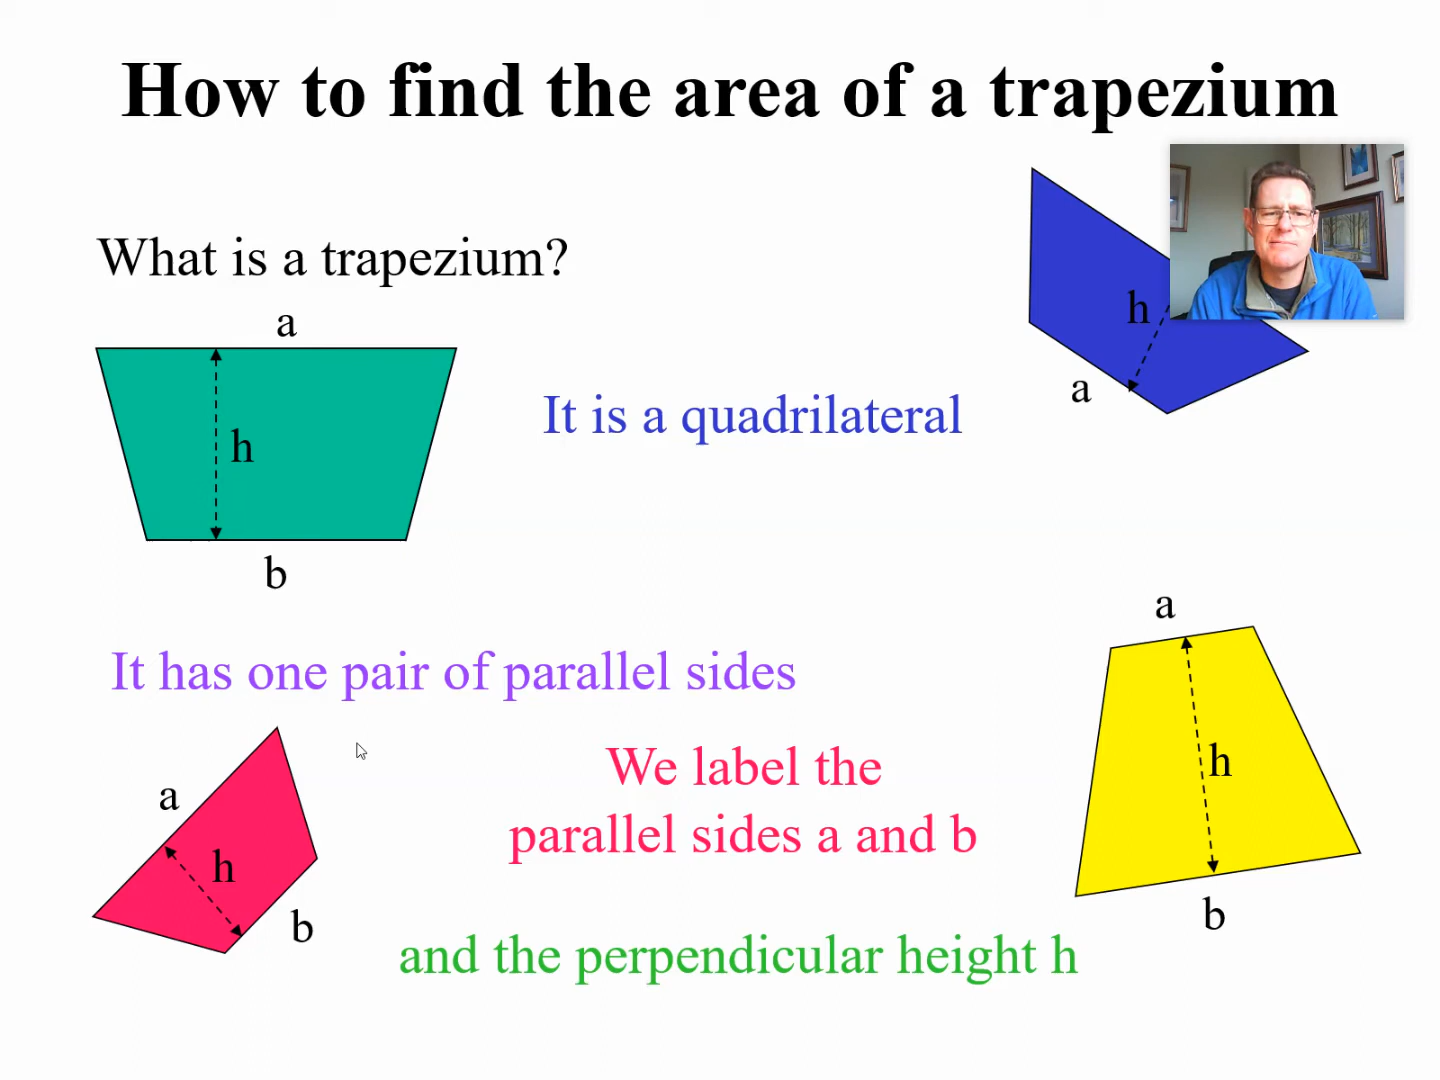 How to find the area of a trapezium
What is a trapezium?
a
h
b
h
a
It is a quadrilateral
It has one pair of parallel sides
a
h
b
We label the
parallel sides a and b
a
h
b
and the perpendicular height h